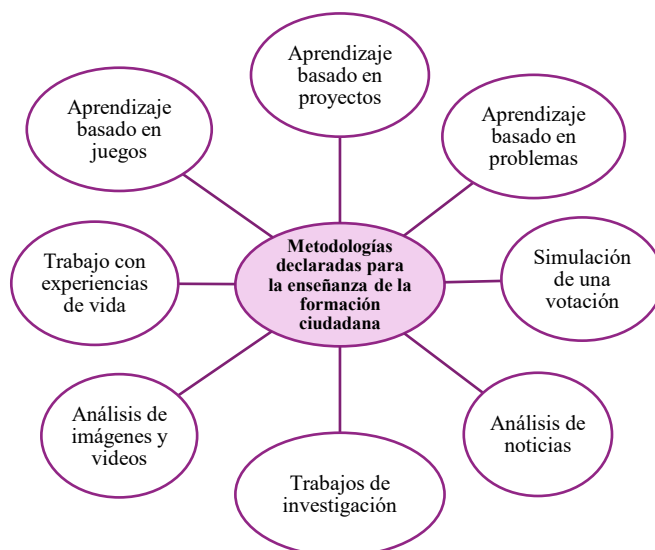 Aprendizaje
basado en
proyectos
Aprendizaje
basado en
juegos
Aprendizaje
basado en
problemas
Metodologías
declaradas para
la enseñanza de la
formación
ciudadana
Trabajo con
experiencias
de vida
Simulación
de una
votación
Análisis de
imágenes y
videos
Análisis de
noticias
Trabajos de
investigación